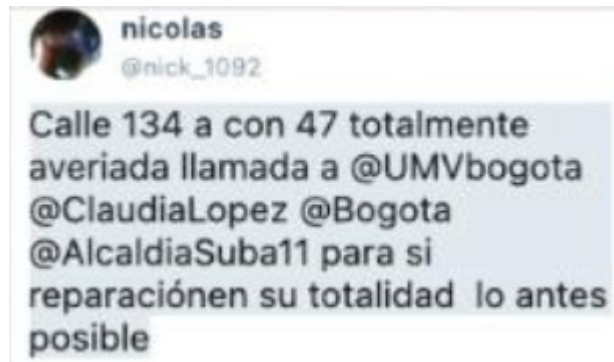 nicolas
@nick_1092
Calle 134 a con 47 totalmente
averiada llamada a @UMVbogota
@ClaudiaLopez @Bogota
@AlcaldiaSuba11 para si
reparaciónen su totalidad lo antes
posible